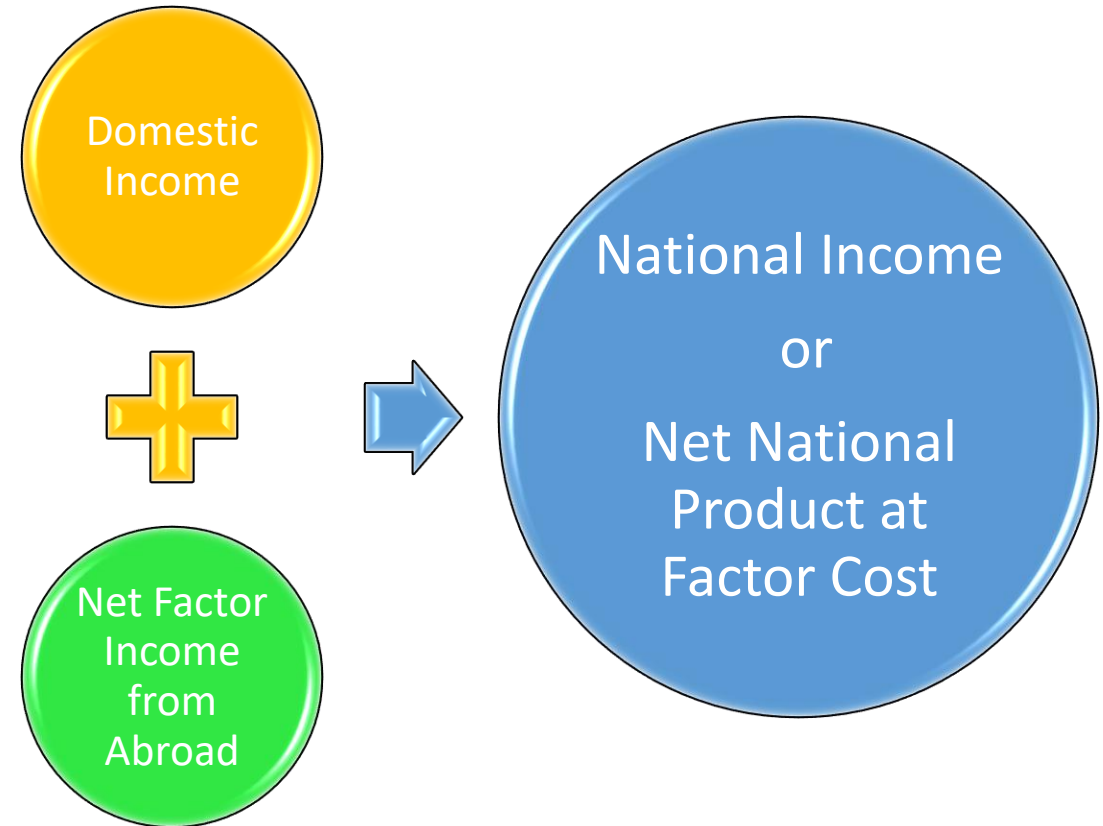 Domestic
Income
Net Factor
Income
from
Abroad
National Income
or
Net National
Product at
Factor Cost